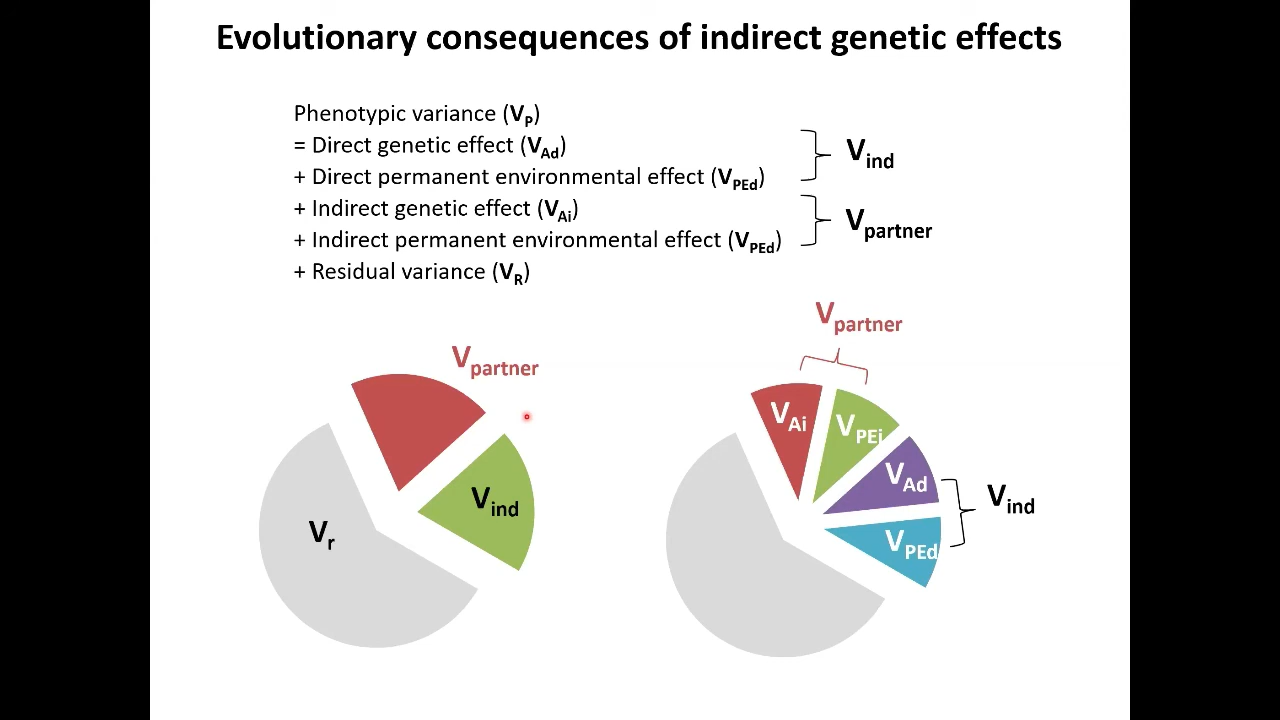 Evolutionary consequences of indirect genetic effects
Phenotypic variance (VP)
= Direct genetic effect (VAd)
+ Direct permanent environmental effect (VPEd)
Vind
+ Indirect genetic effect (VAi)
+ Indirect permanent environmental effect (VPEd)
Vpartner
+ Residual variance (VR)
Vpartner
Vind
Vr
Vpartner
VAi
VPEi
VAd
VPEd
Vind